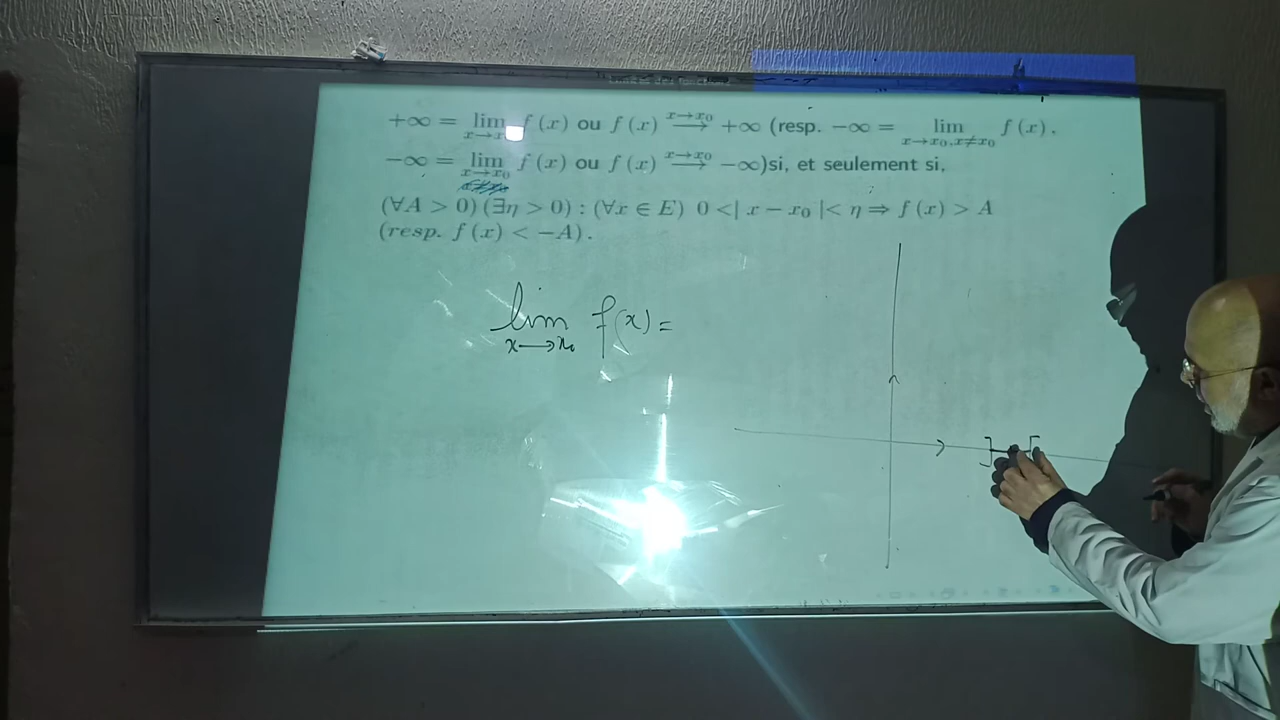 +∞ = lim f (x) ou f (x) x→x₀ ⟶ +∞ (resp. −∞ = lim f (x).
x→x x→x₀,x≠x₀
−∞ = lim f (x) ou f (x) x→x₀ ⟶ −∞)si, et seulement si,
x→x₀
(∀A > 0) (∃η > 0) : (∀x ∈ E) 0 <| x − x₀ |< η ⇒ f (x) > A
(resp. f (x) < −A) .
lim f(x) =
x→x₀